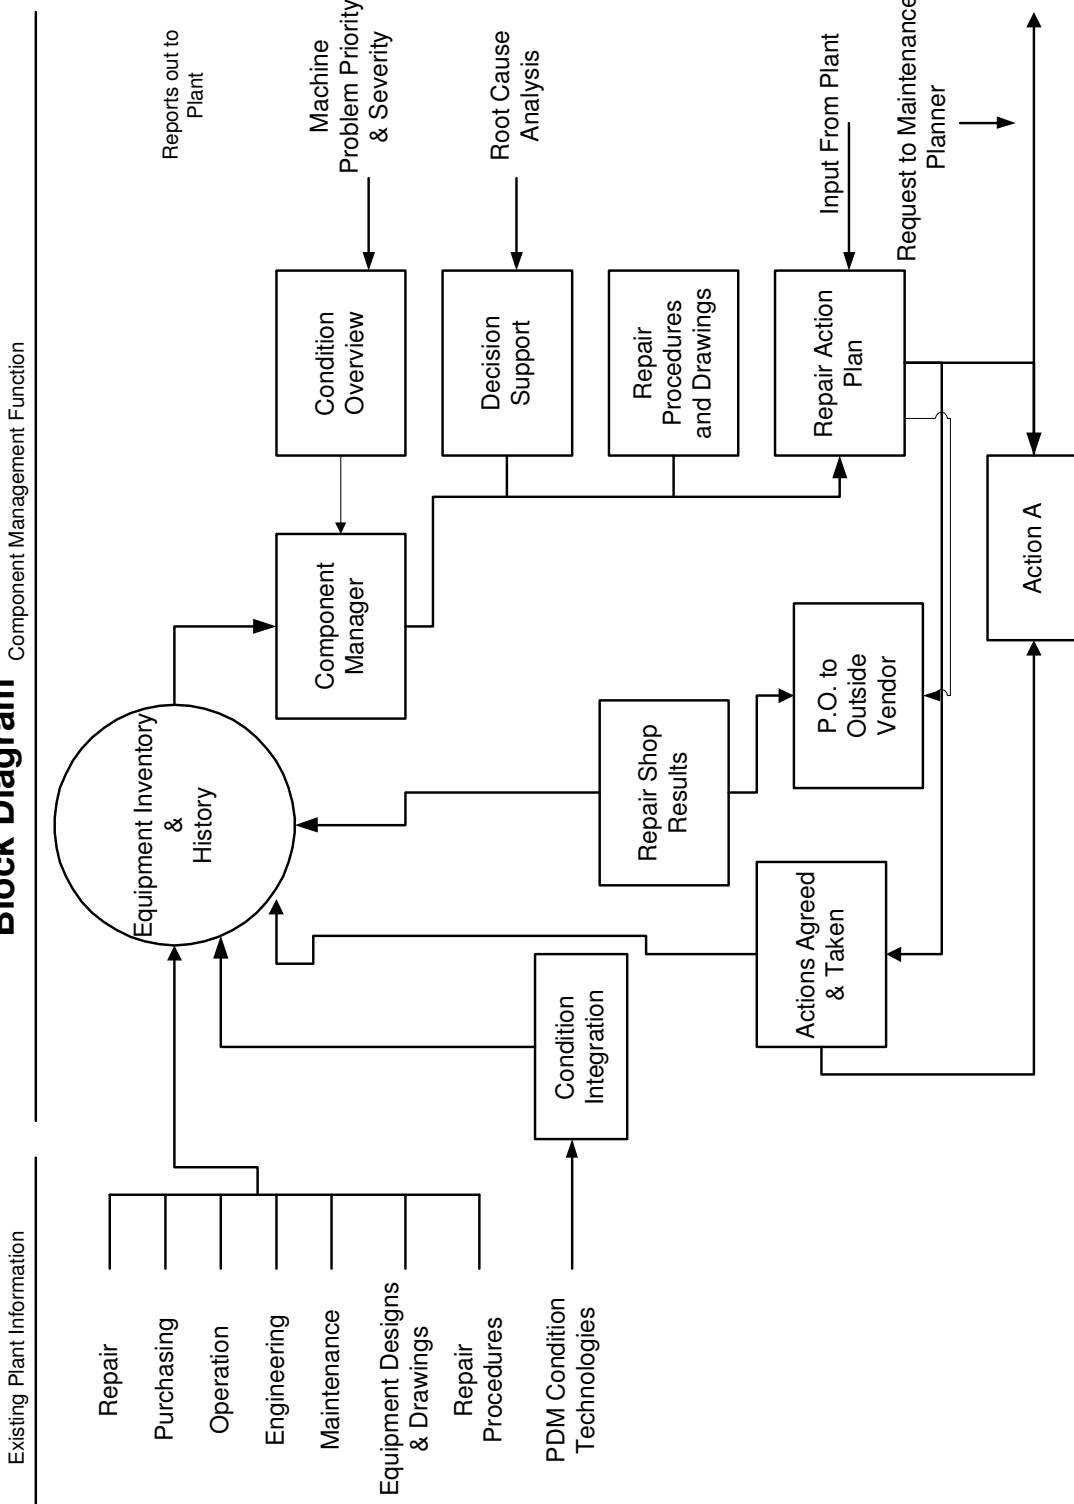 Block Diagram
Existing Plant Information
Component Management Function
Reports out to
Plant
Repair
Purchasing
Operation
Engineering
Maintenance
Equipment Designs
& Drawings
Repair
Procedures
PDM Condition
Technologies
Equipment Inventory
&
History
Condition
Integration
Component
Manager
Condition
Overview
Machine
Problem Priority
& Severity
Decision
Support
Root Cause
Analysis
Repair
Procedures
and Drawings
Repair Shop
Results
Actions Agreed
& Taken
P.O. to
Outside
Vendor
Repair Action
Plan
Input From Plant
Request to Maintenance
Planner
Action A